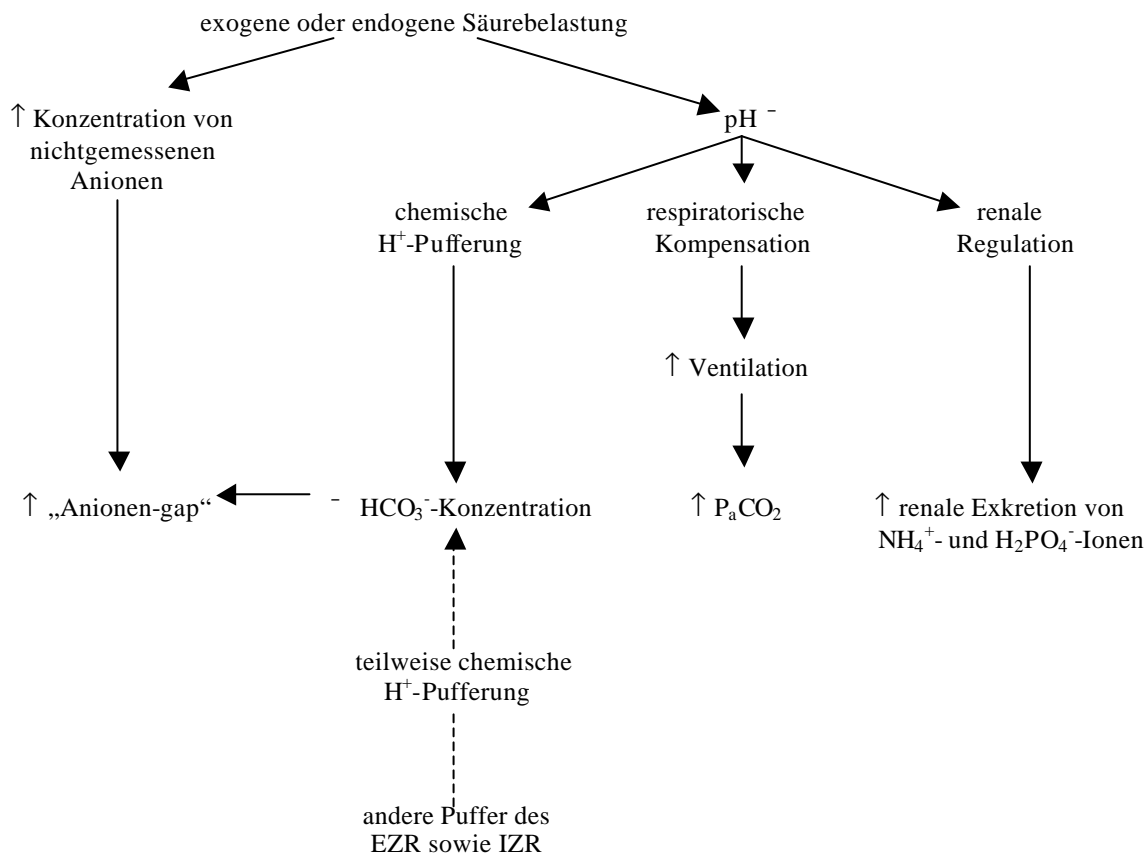 exogene oder endogene Säurebelastung
↑ Konzentration von
nichtgemessenen
Anionen
pH ⁻
chemische
H⁺-Pufferung
respiratorische
Kompensation
renale
Regulation
↑ Ventilation
↑ „Anionen-gap“
⁻ HCO₃⁻-Konzentration
↑ PₐCO₂
↑ renale Exkretion von
NH₄⁺- und H₂PO₄⁻-Ionen
teilweise chemische
H⁺-Pufferung
andere Puffer des
EZR sowie IZR